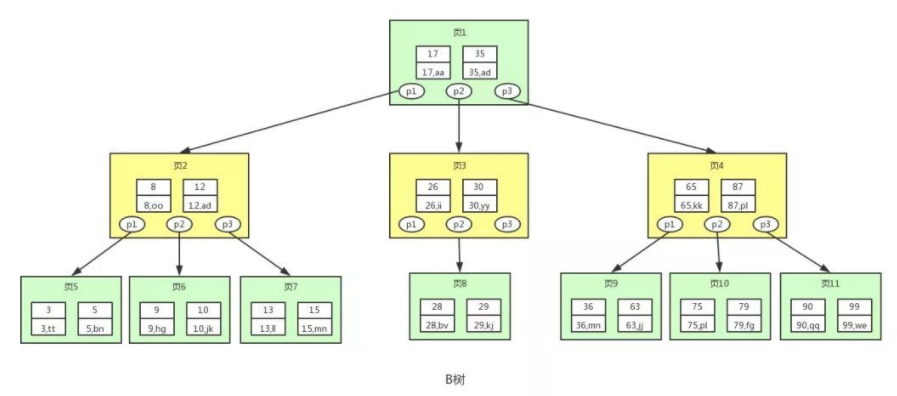 页1
17 35
17,aa 35,ad
p1 p2 p3
页2 页3 页4
8 12 26 30 65 87
8,oo 12,ad 26,ii 30,yy 65,kk 87,pl
p1 p2 p3 p1 p2 p3 p1 p2 p3
页5 页6 页7 页8 页9 页10 页11
3 5 9 10 13 15 28 29 36 63 75 79 90 99
3,tt 5,bn 9,hg 10,jk 13,ll 15,mn 28,bv 29,kj 36,mn 63,jj 75,pl 79,fg 90,qq 99,we
B树